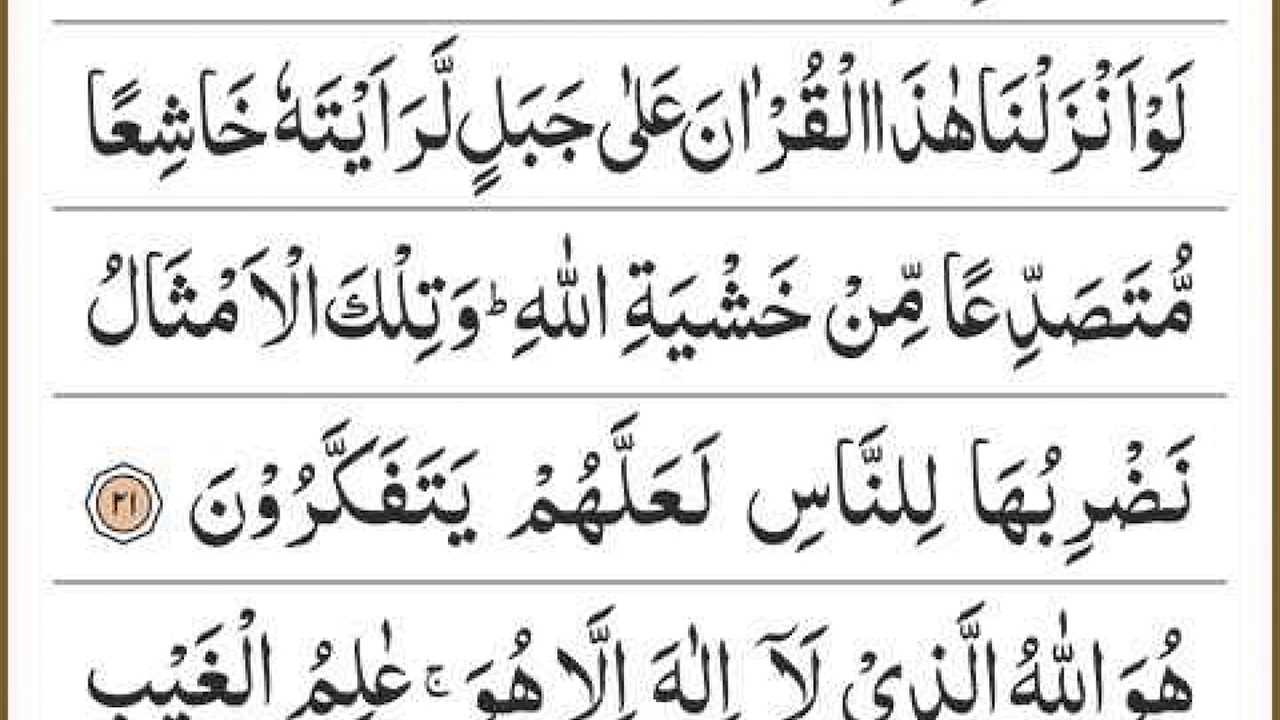 لَوْ اَنْزَلْنَا هٰذَا الْقُرْاٰنَ عَلٰى جَبَلٍ لَّرَاَيْتَهٗ خَاشِعًا
مُّتَصَدِّعًا مِّنْ خَشْيَةِ اللّٰهِ ؕ وَتِلْكَ الْاَمْثَالُ
نَضْرِبُهَا لِلنَّاسِ لَعَلَّهُمْ يَتَفَكَّرُوْنَ ۝۲۱
هُوَ اللّٰهُ الَّذِىْ لَآ اِلٰهَ اِلَّا هُوَ ۚ عٰلِمُ الْغَيْبِ